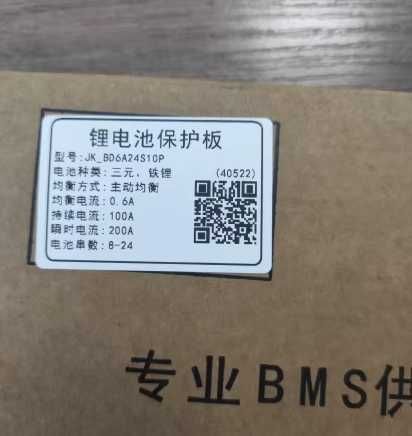 锂电池保护板
型号:JK_BD6A24S10P
电池种类:三元、铁锂 (40522)
均衡方式:主动均衡
均衡电流:0.6A
持续电流:100A
瞬时电流:200A
电池串数:8-24
专业BMS供